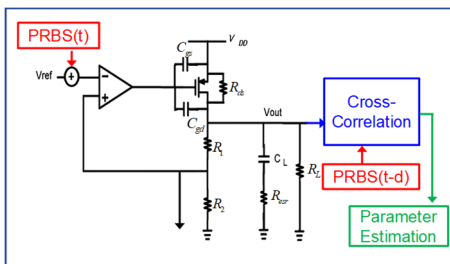 PRBS(t)
Vref
V DD
Cgs
Rds
Cgd
Vout
R1
R2
CL
Resr
RL
Cross-
Correlation
PRBS(t-d)
Parameter
Estimation